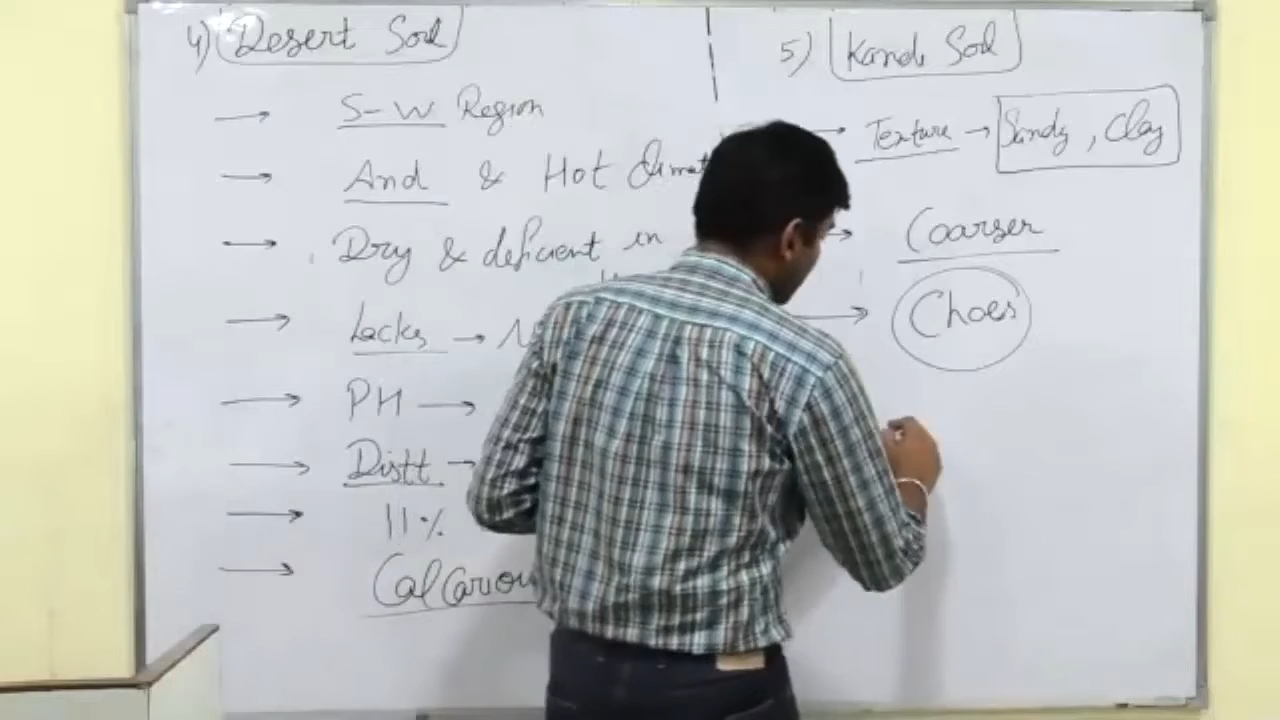 4) Desert Soil
→ S-W Region
→ Arid & Hot Climat
→ Dry & deficient in
→ Lacks → N
→ PH →
→ Distt →
→ 11%
→ Calcariou
5) Kandi Soil
→ Texture → Sandy, Clay
→ Coarser
→ Choes